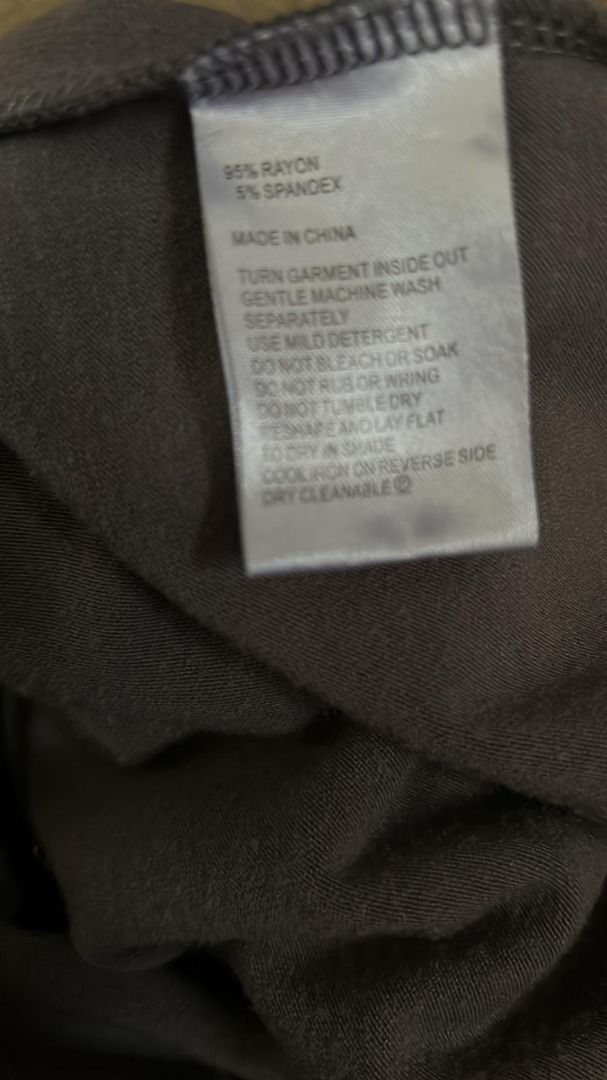 95% RAYON
5% SPANDEX
MADE IN CHINA
TURN GARMENT INSIDE OUT
GENTLE MACHINE WASH
SEPARATELY
USE MILD DETERGENT
DO NOT BLEACH OR SOAK
DO NOT RUB OR WRING
DO NOT TUMBLE DRY
RESHAPE AND LAY FLAT
TO DRY IN SHADE
COOL IRON ON REVERSE SIDE
DRY CLEANABLE Ⓟ